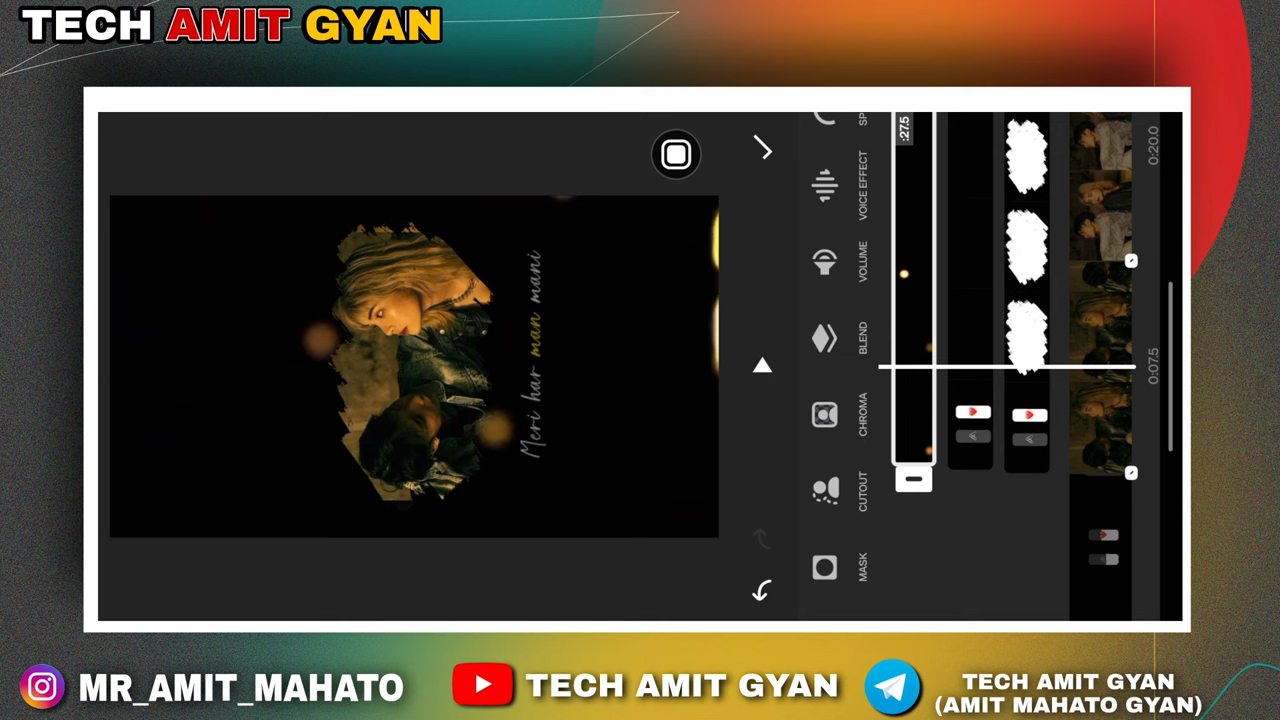 TECH AMIT GYAN
Meri har man mani
SP
VOICE EFFECT
VOLUME
BLEND
CHROMA
CUTOUT
MASK
:27.5
0:20.0
0:07.5
MR_AMIT_MAHATO
TECH AMIT GYAN
TECH AMIT GYAN
(AMIT MAHATO GYAN)